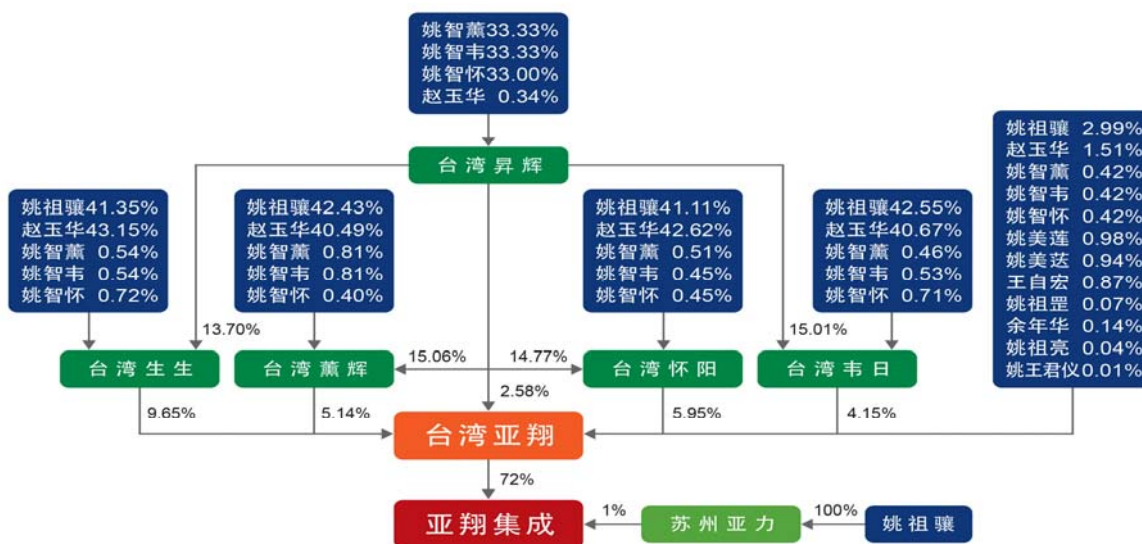 姚智薰33.33%
姚智韦33.33%
姚智怀33.00%
赵玉华 0.34%
台湾昇辉
姚祖骧41.35%
赵玉华43.15%
姚智薰 0.54%
姚智韦 0.54%
姚智怀 0.72%
姚祖骧42.43%
赵玉华40.49%
姚智薰 0.81%
姚智韦 0.81%
姚智怀 0.40%
姚祖骧41.11%
赵玉华42.62%
姚智薰 0.51%
姚智韦 0.45%
姚智怀 0.45%
姚祖骧42.55%
赵玉华40.67%
姚智薰 0.46%
姚智韦 0.53%
姚智怀 0.71%
姚祖骧 2.99%
赵玉华 1.51%
姚智薰 0.42%
姚智韦 0.42%
姚智怀 0.42%
姚美莲 0.98%
姚美莁 0.94%
王自宏 0.87%
姚祖罡 0.07%
余年华 0.14%
姚祖亮 0.04%
姚王君仪0.01%
13.70%
15.06%
14.77%
15.01%
台湾生生
台湾薰辉
台湾怀阳
台湾韦日
9.65%
5.14%
2.58%
5.95%
4.15%
台湾亚翔
72%
亚翔集成
1%
苏州亚力
100%
姚祖骧